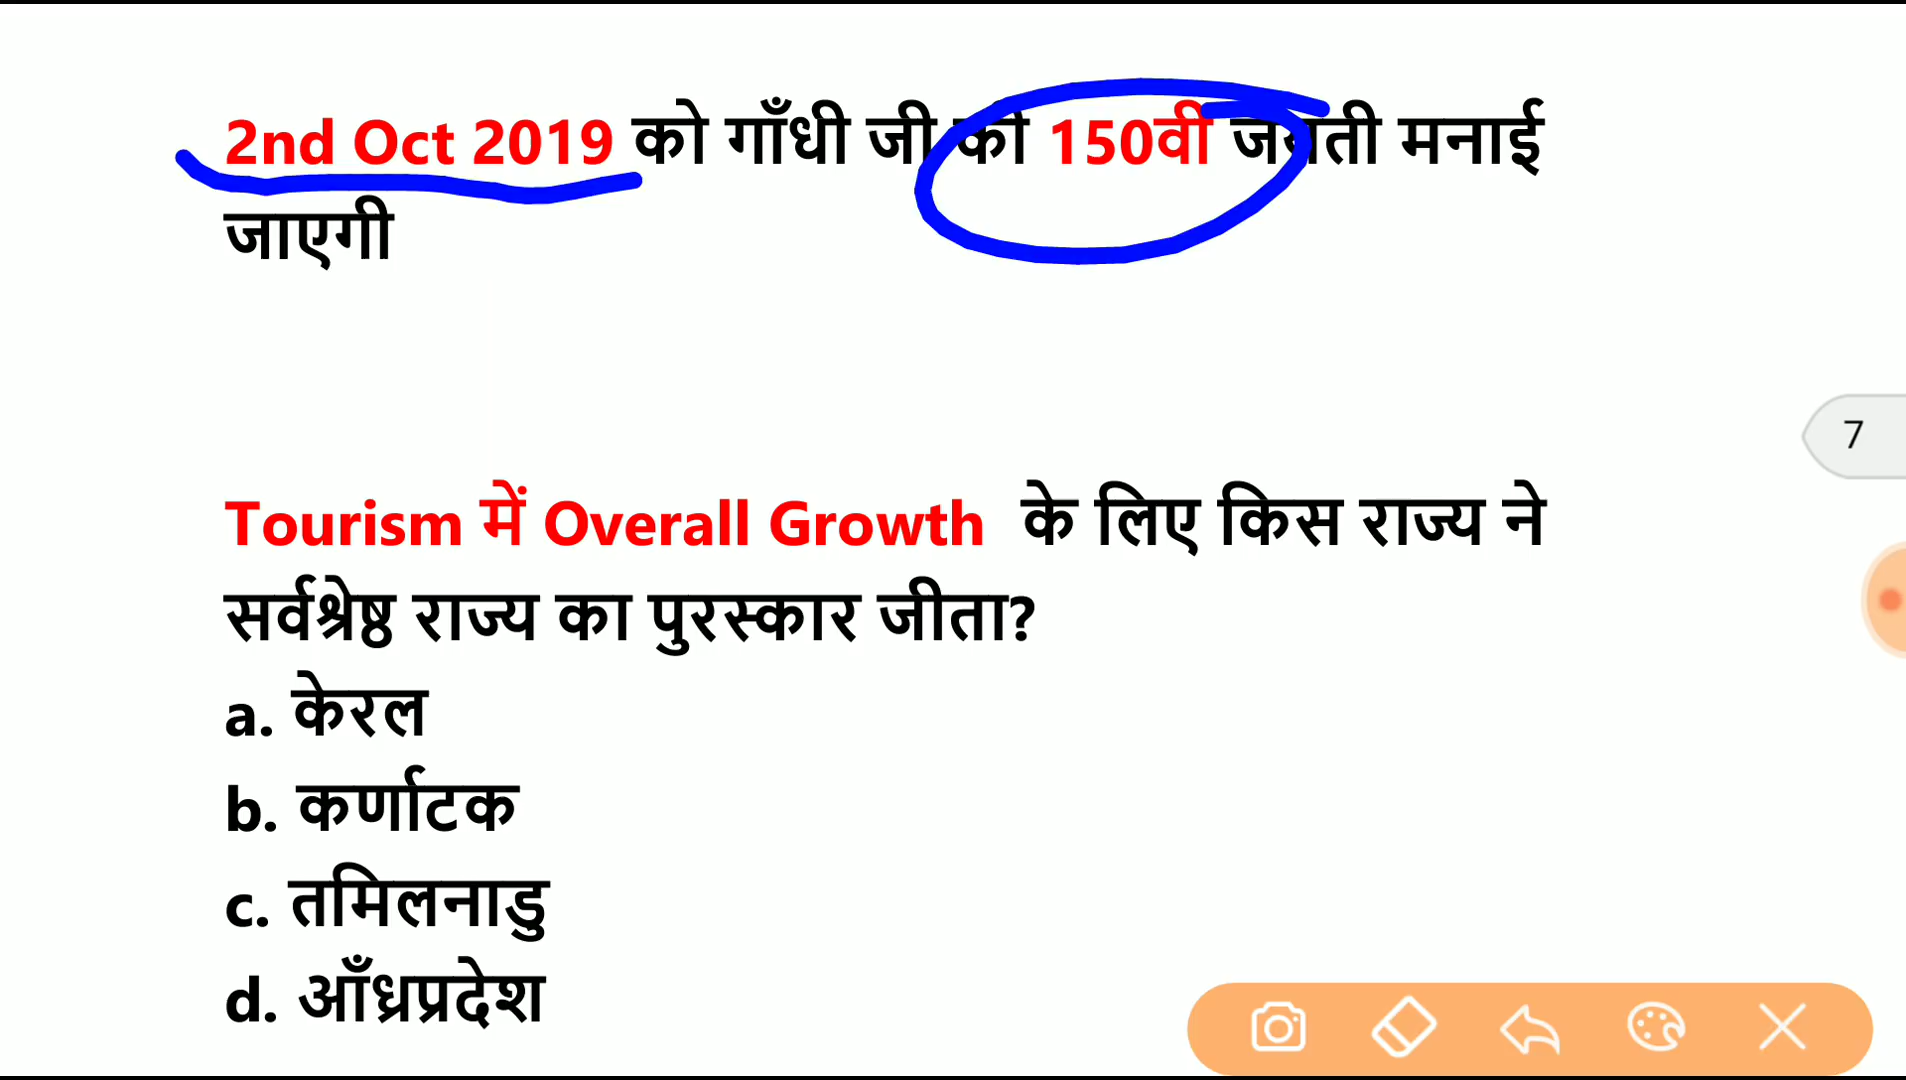 2nd Oct 2019 को गाँधी जी की 150वी जयंती मनाई
जाएगी
7
Tourism में Overall Growth के लिए किस राज्य ने
सर्वश्रेष्ठ राज्य का पुरस्कार जीता?
a. केरल
b. कर्णाटक
c. तमिलनाडु
d. आँध्रप्रदेश